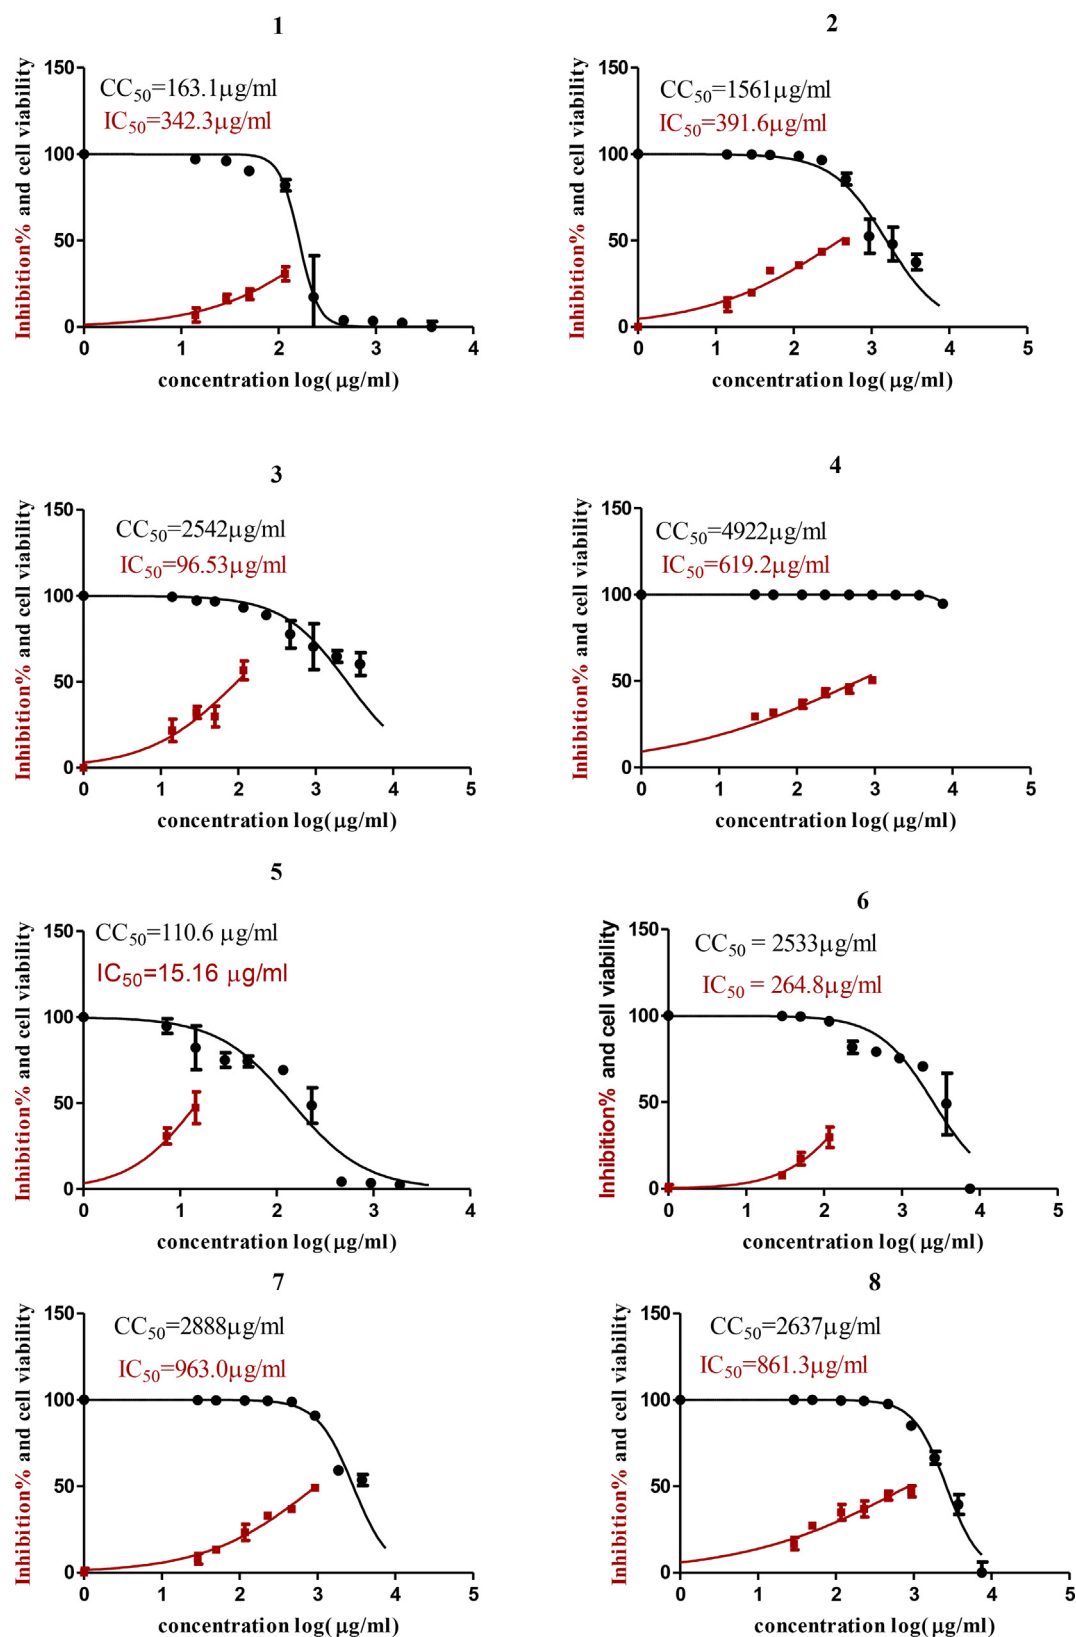 1
CC50=163.1µg/ml
IC50=342.3µg/ml
Inhibition% and cell viability
150
100
50
0
0 1 2 3 4
concentration log( µg/ml)
2
CC50=1561µg/ml
IC50=391.6µg/ml
Inhibition% and cell viability
150
100
50
0
0 1 2 3 4 5
concentration log( µg/ml)
3
CC50=2542µg/ml
IC50=96.53µg/ml
Inhibition% and cell viability
150
100
50
0
0 1 2 3 4 5
concentration log( µg/ml)
4
CC50=4922µg/ml
IC50=619.2µg/ml
Inhibition% and cell viability
150
100
50
0
0 1 2 3 4 5
concentration log( µg/ml)
5
CC50=110.6 µg/ml
IC50=15.16 µg/ml
Inhibition% and cell viability
150
100
50
0
0 1 2 3 4
concentration log( µg/ml)
6
CC50 = 2533µg/ml
IC50 = 264.8µg/ml
Inhibition% and cell viability
150
100
50
0
0 1 2 3 4 5
concentration log( µg/ml)
7
CC50=2888µg/ml
IC50=963.0µg/ml
Inhibition% and cell viability
150
100
50
0
0 1 2 3 4 5
concentration log( µg/ml)
8
CC50=2637µg/ml
IC50=861.3µg/ml
Inhibition% and cell viability
150
100
50
0
0 1 2 3 4 5
concentration log( µg/ml)